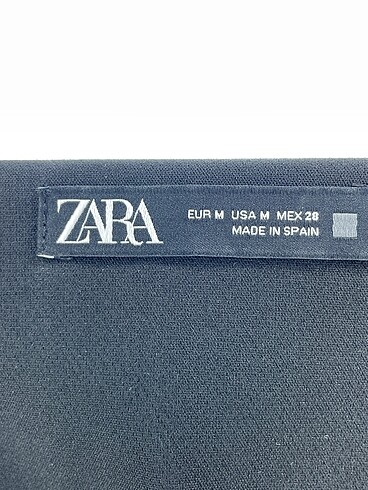 ZARA
EUR M USA M MEX 28
MADE IN SPAIN